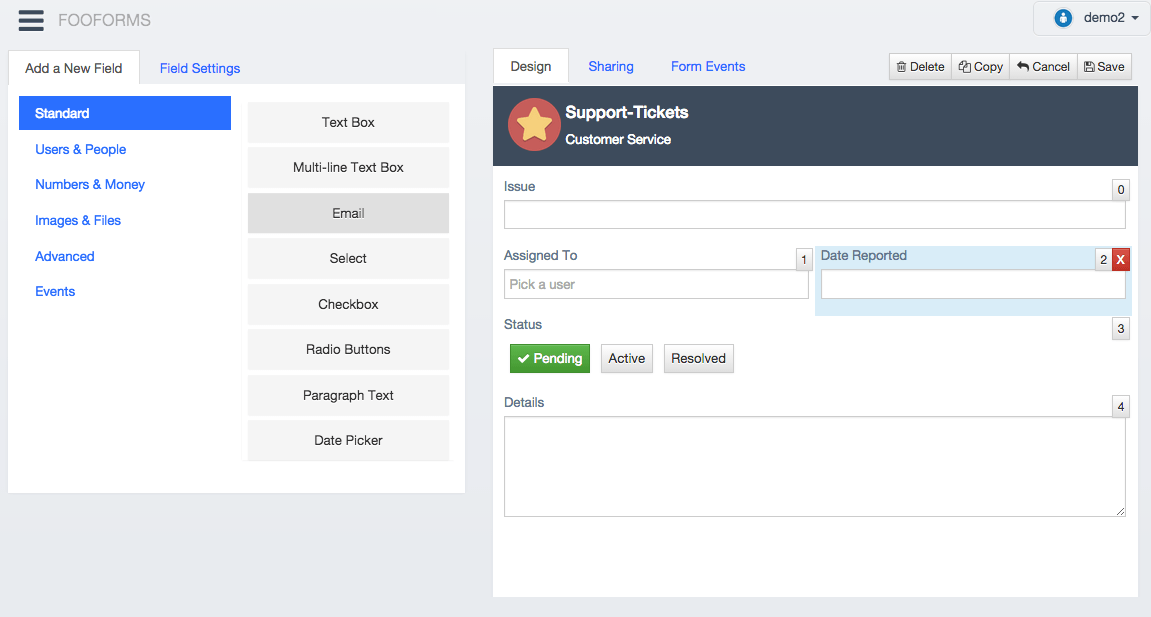 FOOFORMS
demo2
Add a New Field
Field Settings
Standard
Users & People
Numbers & Money
Images & Files
Advanced
Events
Text Box
Multi-line Text Box
Email
Select
Checkbox
Radio Buttons
Paragraph Text
Date Picker
Design
Sharing
Form Events
Delete
Copy
Cancel
Save
Support-Tickets
Customer Service
Issue
0
Assigned To
1
Pick a user
Date Reported
2
X
Status
3
Pending
Active
Resolved
Details
4